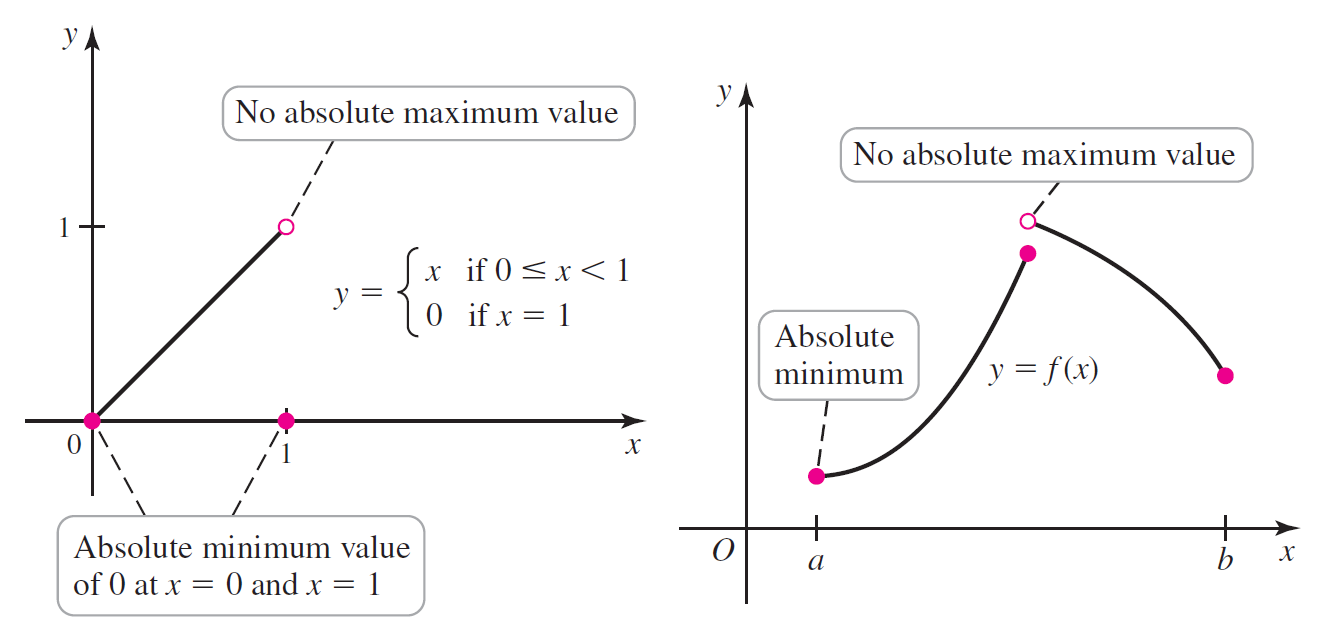 y
No absolute maximum value
1
y = { x if 0 ≤ x < 1
0 if x = 1
0
1
x
Absolute minimum value
of 0 at x = 0 and x = 1
y
No absolute maximum value
Absolute
minimum
y = f(x)
O
a
b
x